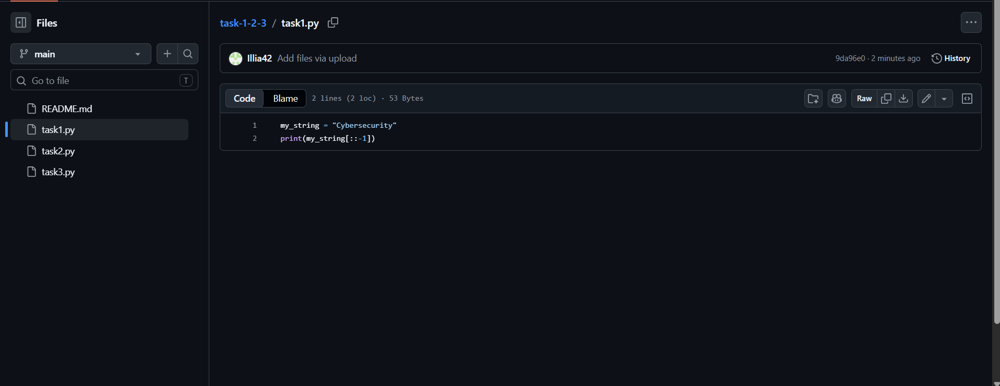 Files
main
Go to file
T
README.md
task1.py
task2.py
task3.py
task-1-2-3 / task1.py
Illia42 Add files via upload
9da96e0 · 2 minutes ago
History
Code
Blame
2 lines (2 loc) · 53 Bytes
Raw
1 my_string = "Cybersecurity"
2 print(my_string[::-1])